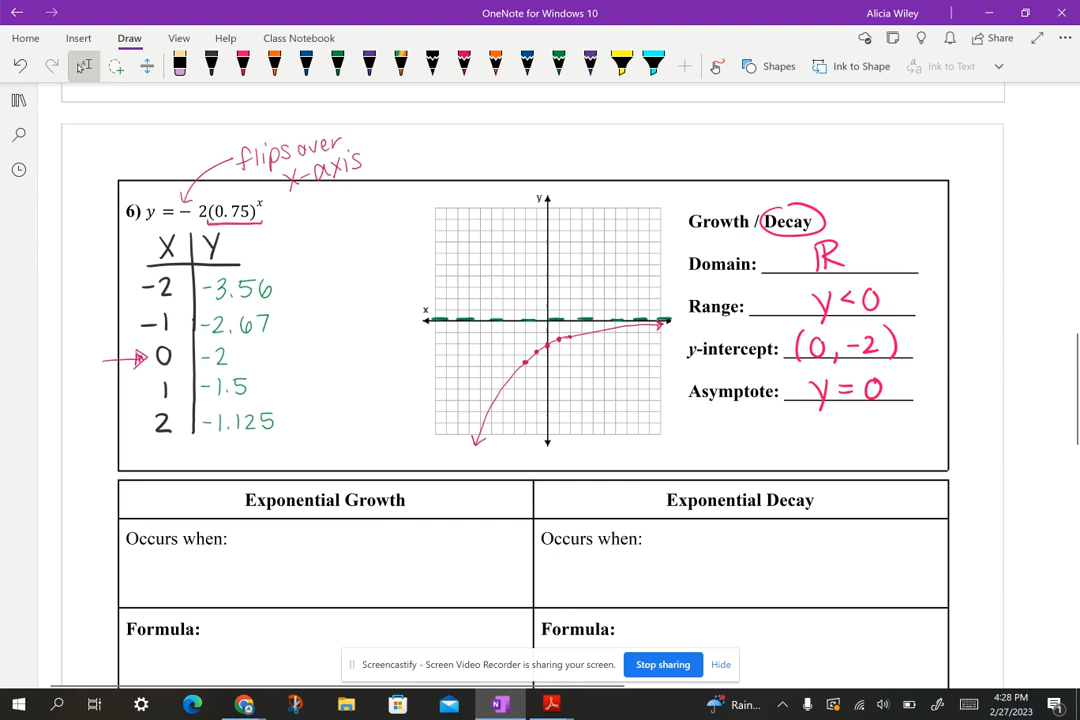 OneNote for Windows 10
Alicia Wiley
Home Insert Draw View Help Class Notebook
Share
Shapes Ink to Shape Ink to Text
flips over
x-axis
6) y = − 2(0.75)^x
X Y
-2 -3.56
-1 -2.67
0 -2
1 -1.5
2 -1.125
y
x
Growth / Decay
Domain: ℝ
Range: y < 0
y-intercept: (0, -2)
Asymptote: y = 0
Exponential Growth Exponential Decay
Occurs when: Occurs when:
Formula: Formula:
Screencastify - Screen Video Recorder is sharing your screen. Stop sharing Hide
Rain...
4:28 PM
2/27/2023
1